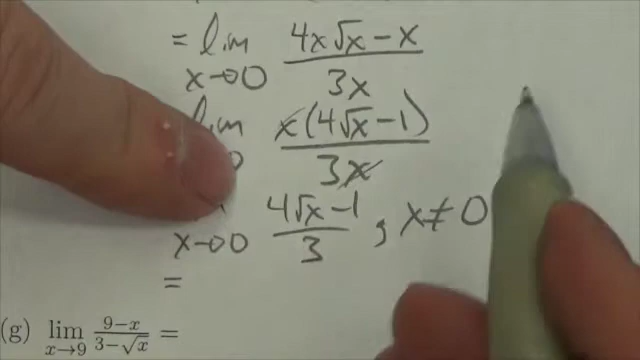 = lim x→0 4x√x − x / 3x
lim x(4√x − 1) / 3x
x→0 4√x − 1 / 3 , x ≠ 0
=
(g) lim x→9 9−x / 3−√x =